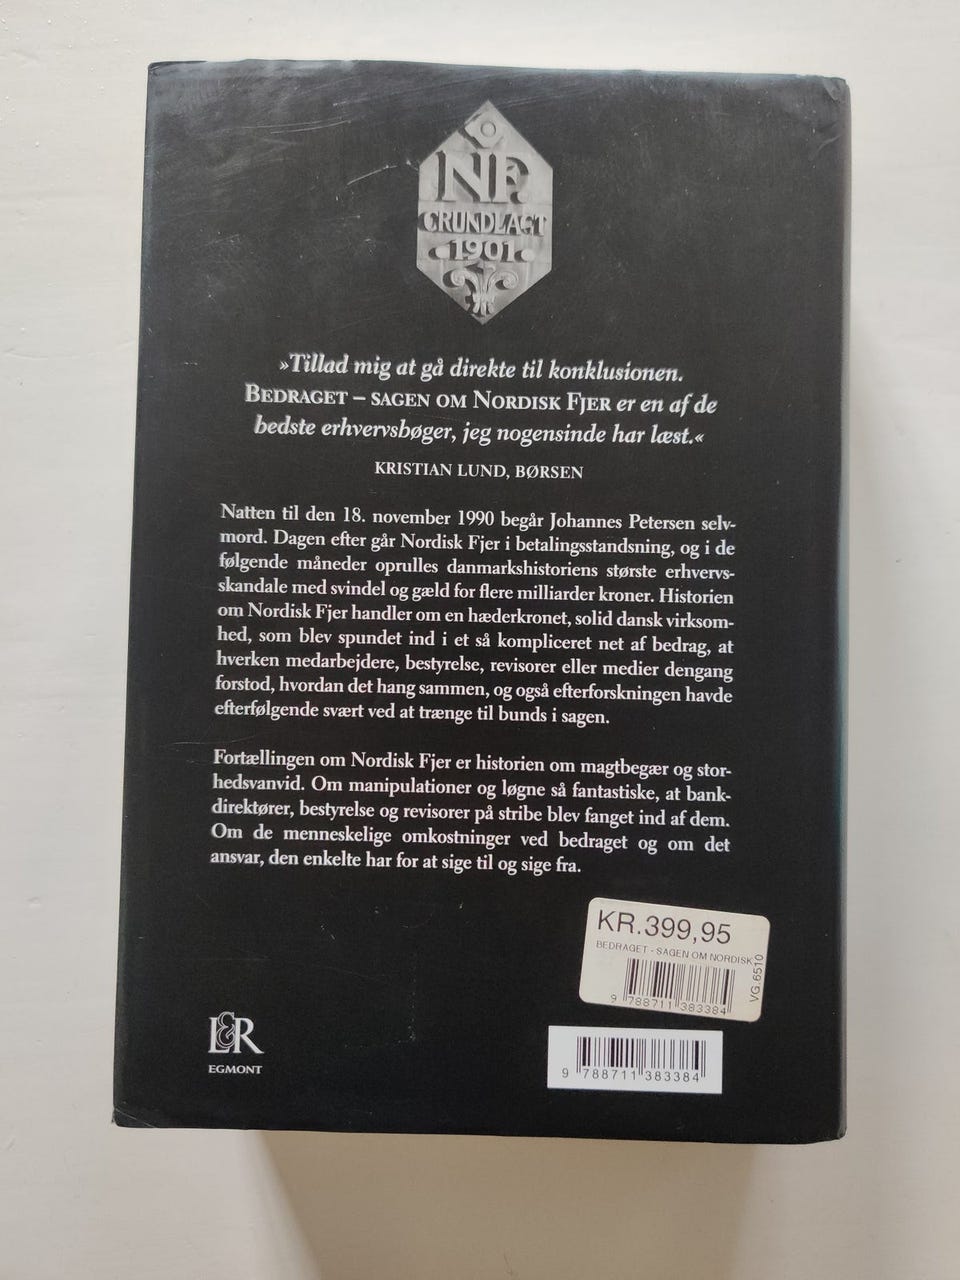 N.F.
GRUNDLAGT
1901
»Tillad mig at gå direkte til konklusionen.
BEDRAGET – SAGEN OM NORDISK FJER er en af de
bedste erhvervsbøger, jeg nogensinde har læst.«
KRISTIAN LUND, BØRSEN
Natten til den 18. november 1990 begår Johannes Petersen selv-
mord. Dagen efter går Nordisk Fjer i betalingsstandsning, og i de
følgende måneder oprulles danmarkshistoriens største erhvervs-
skandale med svindel og gæld for flere milliarder kroner. Historien
om Nordisk Fjer handler om en hæderkronet, solid dansk virksom-
hed, som blev spundet ind i et så kompliceret net af bedrag, at
hverken medarbejdere, bestyrelse, revisorer eller medier dengang
forstod, hvordan det hang sammen, og også efterforskningen havde
efterfølgende svært ved at trænge til bunds i sagen.
Fortællingen om Nordisk Fjer er historien om magtbegær og stor-
hedsvanvid. Om manipulationer og løgne så fantastiske, at bank-
direktører, bestyrelse og revisorer på stribe blev fanget ind af dem.
Om de menneskelige omkostninger ved bedraget og om det
ansvar, den enkelte har for at sige til og sige fra.
KR.399,95
BEDRAGET - SAGEN OM NORDISK
VG.6510
9 788711 383384
L&R
EGMONT
9 788711 383384